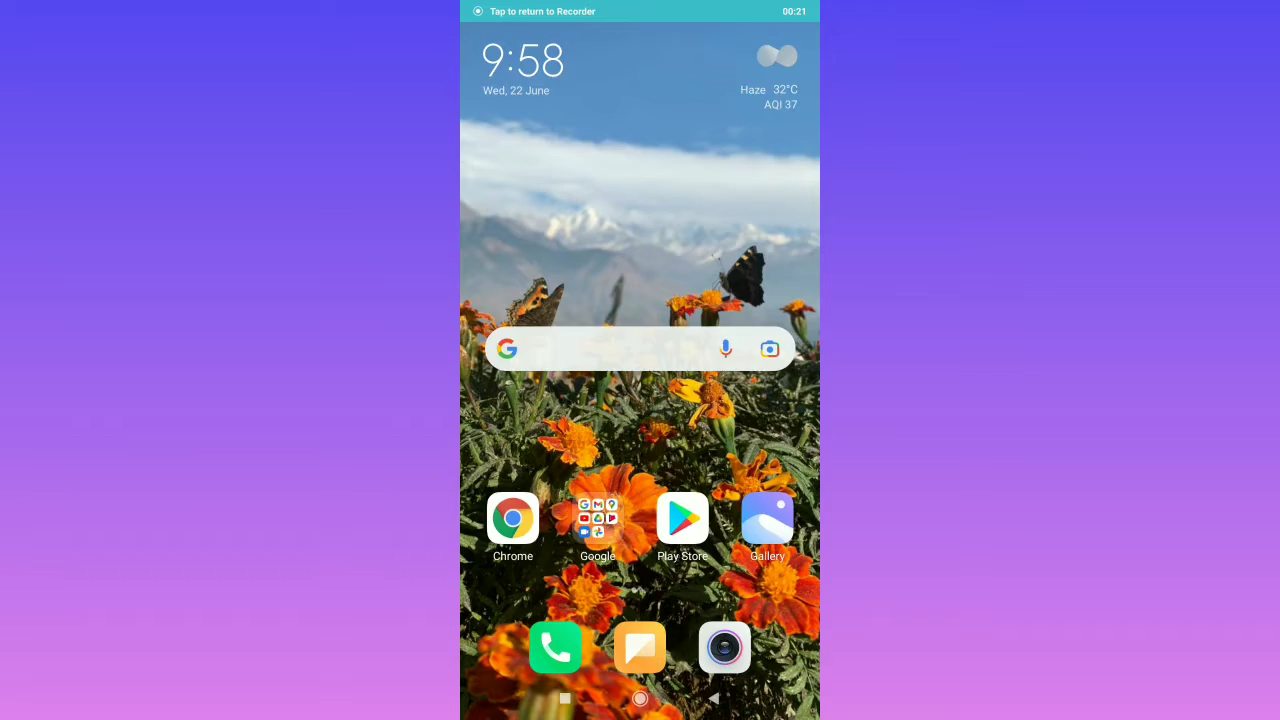 Tap to return to Recorder 00:21
9:58
Wed, 22 June
Haze 32°C
AQI 37
Chrome Google Play Store Gallery